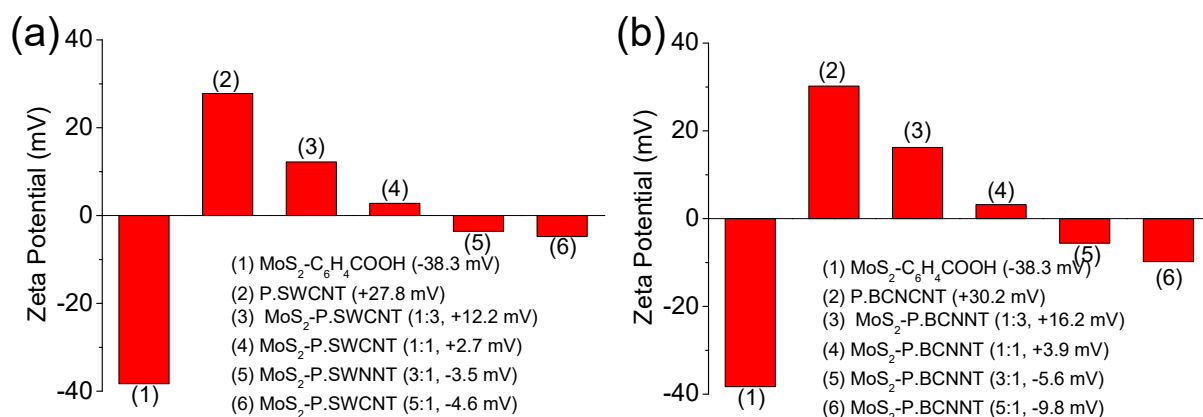 (a)
Zeta Potential (mV)
40
20
0
-20
-40
(1)
(2)
(3)
(4)
(5)
(6)
(1) MoS₂-C₆H₄COOH (-38.3 mV)
(2) P.SWCNT (+27.8 mV)
(3) MoS₂-P.SWCNT (1:3, +12.2 mV)
(4) MoS₂-P.SWCNT (1:1, +2.7 mV)
(5) MoS₂-P.SWNNT (3:1, -3.5 mV)
(6) MoS₂-P.SWCNT (5:1, -4.6 mV)
(b)
Zeta Potential (mV)
40
20
0
-20
-40
(1)
(2)
(3)
(4)
(5)
(6)
(1) MoS₂-C₆H₄COOH (-38.3 mV)
(2) P.BCNCNT (+30.2 mV)
(3) MoS₂-P.BCNNT (1:3, +16.2 mV)
(4) MoS₂-P.BCNNT (1:1, +3.9 mV)
(5) MoS₂-P.BCNNT (3:1, -5.6 mV)
(6) MoS₂-P.BCNNT (5:1, -9.8 mV)